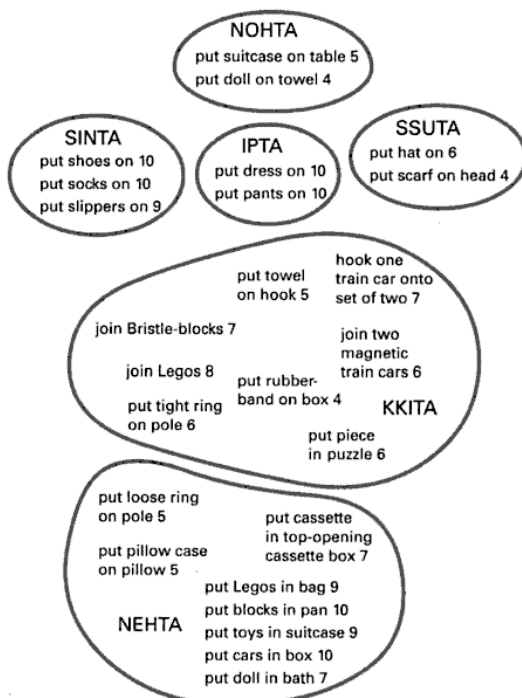 NOHTA
put suitcase on table 5
put doll on towel 4
SINTA
put shoes on 10
put socks on 10
put slippers on 9
IPTA
put dress on 10
put pants on 10
SSUTA
put hat on 6
put scarf on head 4
put towel
on hook 5
hook one
train car onto
set of two 7
join Bristle-blocks 7
join two
magnetic
train cars 6
join Legos 8
put rubber-
band on box 4
put tight ring
on pole 6
KKITA
put piece
in puzzle 6
put loose ring
on pole 5
put cassette
in top-opening
cassette box 7
put pillow case
on pillow 5
put Legos in bag 9
put blocks in pan 10
NEHTA
put toys in suitcase 9
put cars in box 10
put doll in bath 7